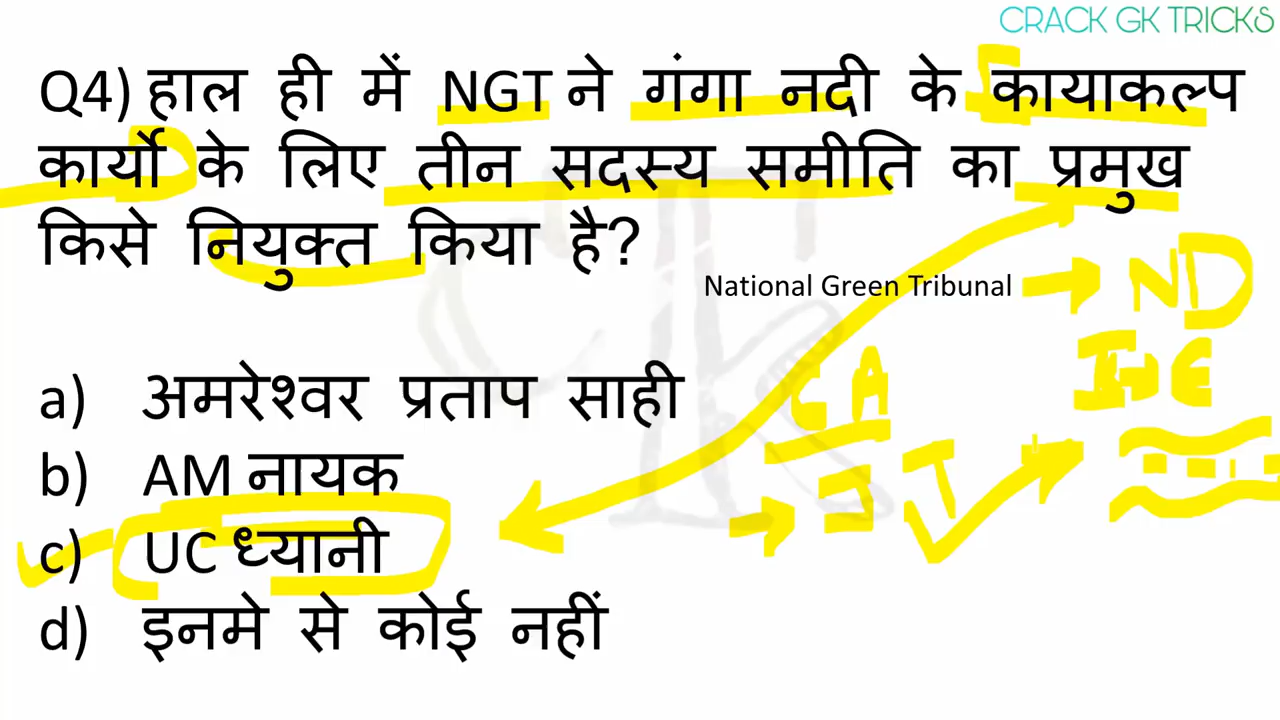 CRACK GK TRICKS
Q4) हाल ही में NGT ने गंगा नदी के कायाकल्प
कार्यो के लिए तीन सदस्य समीति का प्रमुख
किसे नियुक्त किया है?
National Green Tribunal
ND
a) अमरेश्वर प्रताप साही
b) AM नायक
c) UC ध्यानी
d) इनमे से कोई नहीं